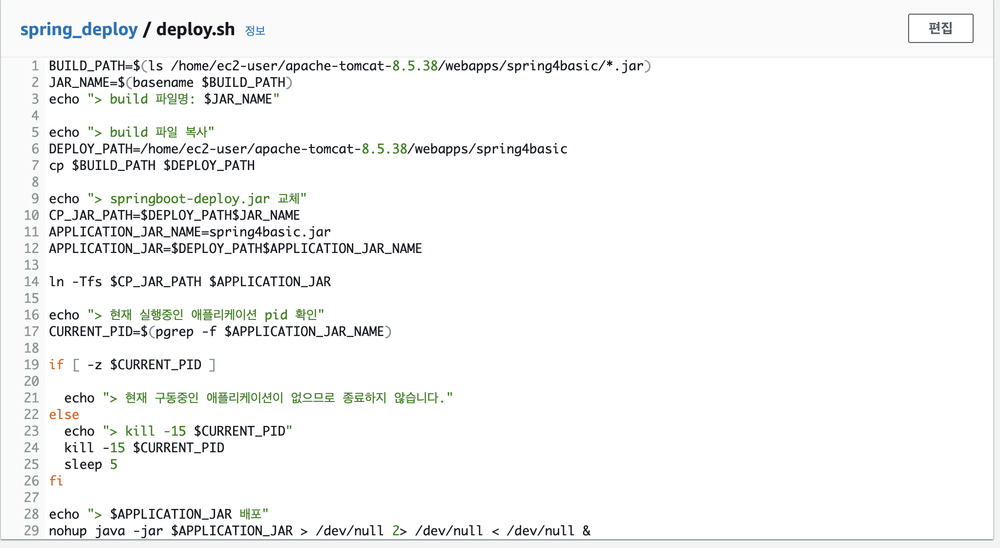 spring_deploy / deploy.sh 정보
편집
1 BUILD_PATH=$(ls /home/ec2-user/apache-tomcat-8.5.38/webapps/spring4basic/*.jar)
2 JAR_NAME=$(basename $BUILD_PATH)
3 echo "> build 파일명: $JAR_NAME"
4
5 echo "> build 파일 복사"
6 DEPLOY_PATH=/home/ec2-user/apache-tomcat-8.5.38/webapps/spring4basic
7 cp $BUILD_PATH $DEPLOY_PATH
8
9 echo "> springboot-deploy.jar 교체"
10 CP_JAR_PATH=$DEPLOY_PATH$JAR_NAME
11 APPLICATION_JAR_NAME=spring4basic.jar
12 APPLICATION_JAR=$DEPLOY_PATH$APPLICATION_JAR_NAME
13
14 ln -Tfs $CP_JAR_PATH $APPLICATION_JAR
15
16 echo "> 현재 실행중인 애플리케이션 pid 확인"
17 CURRENT_PID=$(pgrep -f $APPLICATION_JAR_NAME)
18
19 if [ -z $CURRENT_PID ]
20
21   echo "> 현재 구동중인 애플리케이션이 없으므로 종료하지 않습니다."
22 else
23   echo "> kill -15 $CURRENT_PID"
24   kill -15 $CURRENT_PID
25   sleep 5
26 fi
27
28 echo "> $APPLICATION_JAR 배포"
29 nohup java -jar $APPLICATION_JAR > /dev/null 2> /dev/null < /dev/null &